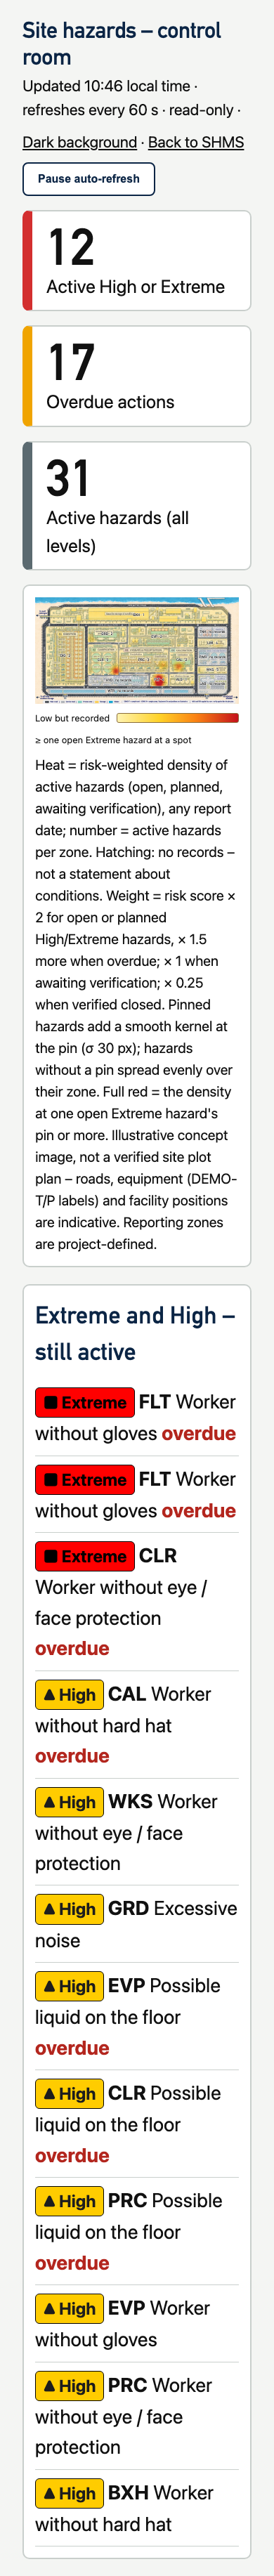 Site hazards – control
room
Updated 10:46 local time ·
refreshes every 60 s · read-only ·
Dark background · Back to SHMS
Pause auto-refresh
12
Active High or Extreme
17
Overdue actions
31
Active hazards (all
levels)
Low but recorded
≥ one open Extreme hazard at a spot
Heat = risk-weighted density of
active hazards (open, planned,
awaiting verification), any report
date; number = active hazards
per zone. Hatching: no records –
not a statement about
conditions. Weight = risk score ×
2 for open or planned
High/Extreme hazards, × 1.5
more when overdue; × 1 when
awaiting verification; × 0.25
when verified closed. Pinned
hazards add a smooth kernel at
the pin (σ 30 px); hazards
without a pin spread evenly over
their zone. Full red = the density
at one open Extreme hazard's
pin or more. Illustrative concept
image, not a verified site plot
plan – roads, equipment (DEMO-
T/P labels) and facility positions
are indicative. Reporting zones
are project-defined.
Extreme and High –
still active
Extreme FLT Worker
without gloves overdue
Extreme FLT Worker
without gloves overdue
Extreme CLR
Worker without eye /
face protection
overdue
High CAL Worker
without hard hat
overdue
High WKS Worker
without eye / face
protection
High GRD Excessive
noise
High EVP Possible
liquid on the floor
overdue
High CLR Possible
liquid on the floor
overdue
High PRC Possible
liquid on the floor
overdue
High EVP Worker
without gloves
High PRC Worker
without eye / face
protection
High BXH Worker
without hard hat